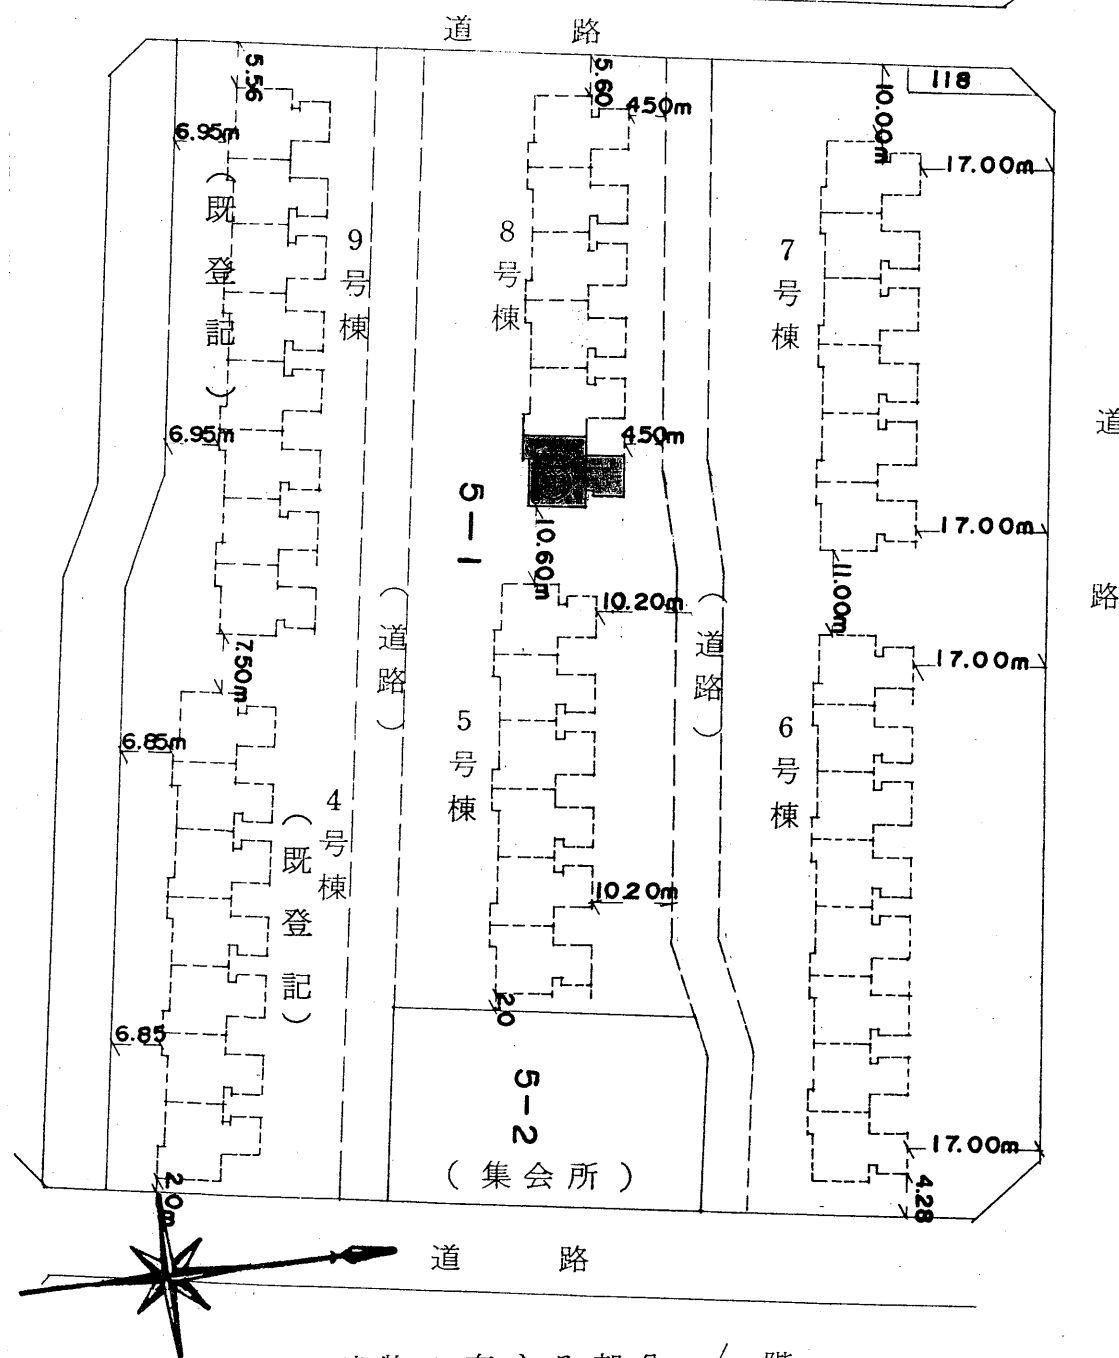 道 路
5.56
5.60
4.50m
10.00m
118
6.95m
17.00m
(既登記)
9号棟
8号棟
7号棟
道路
6.95m
4.50m
5-1
10.60m
17.00m
11.00m
10.20m
(道路)
(道路)
17.00m
7.50m
6.85m
5号棟
6号棟
4号棟
(既登記)
10.20m
2.0
6.85
5-2
(集会所)
17.00m
4.28
2.0m
道 路